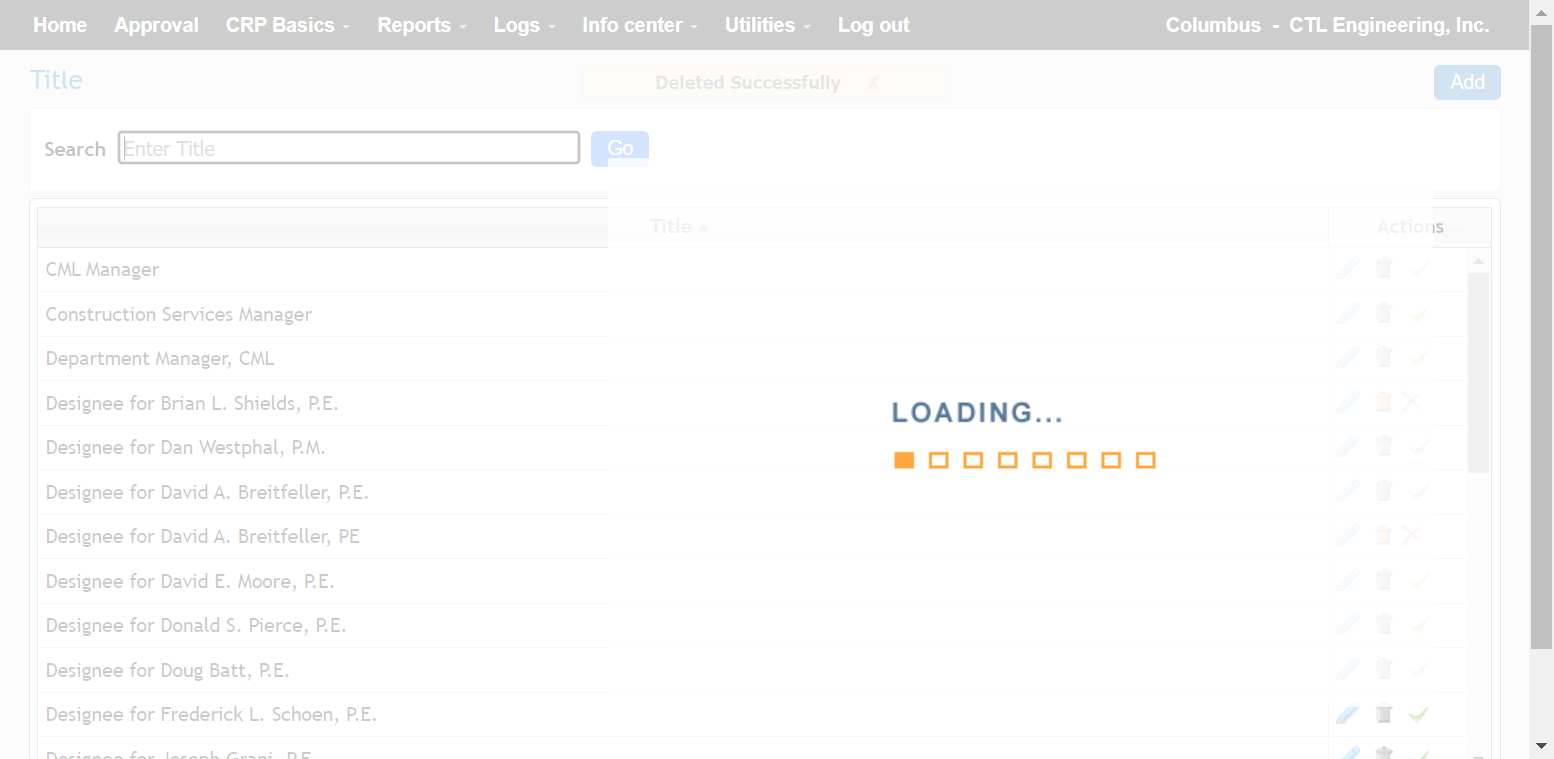 Home Approval CRP Basics Reports Logs Info center Utilities Log out Columbus - CTL Engineering, Inc.
Title Deleted Successfully X Add
Search Enter Title Go
Title Actions
CML Manager
Construction Services Manager
Department Manager, CML
Designee for Brian L. Shields, P.E.
LOADING...
Designee for Dan Westphal, P.M.
Designee for David A. Breitfeller, P.E.
Designee for David A. Breitfeller, PE
Designee for David E. Moore, P.E.
Designee for Donald S. Pierce, P.E.
Designee for Doug Batt, P.E.
Designee for Frederick L. Schoen, P.E.
Designee for Joseph